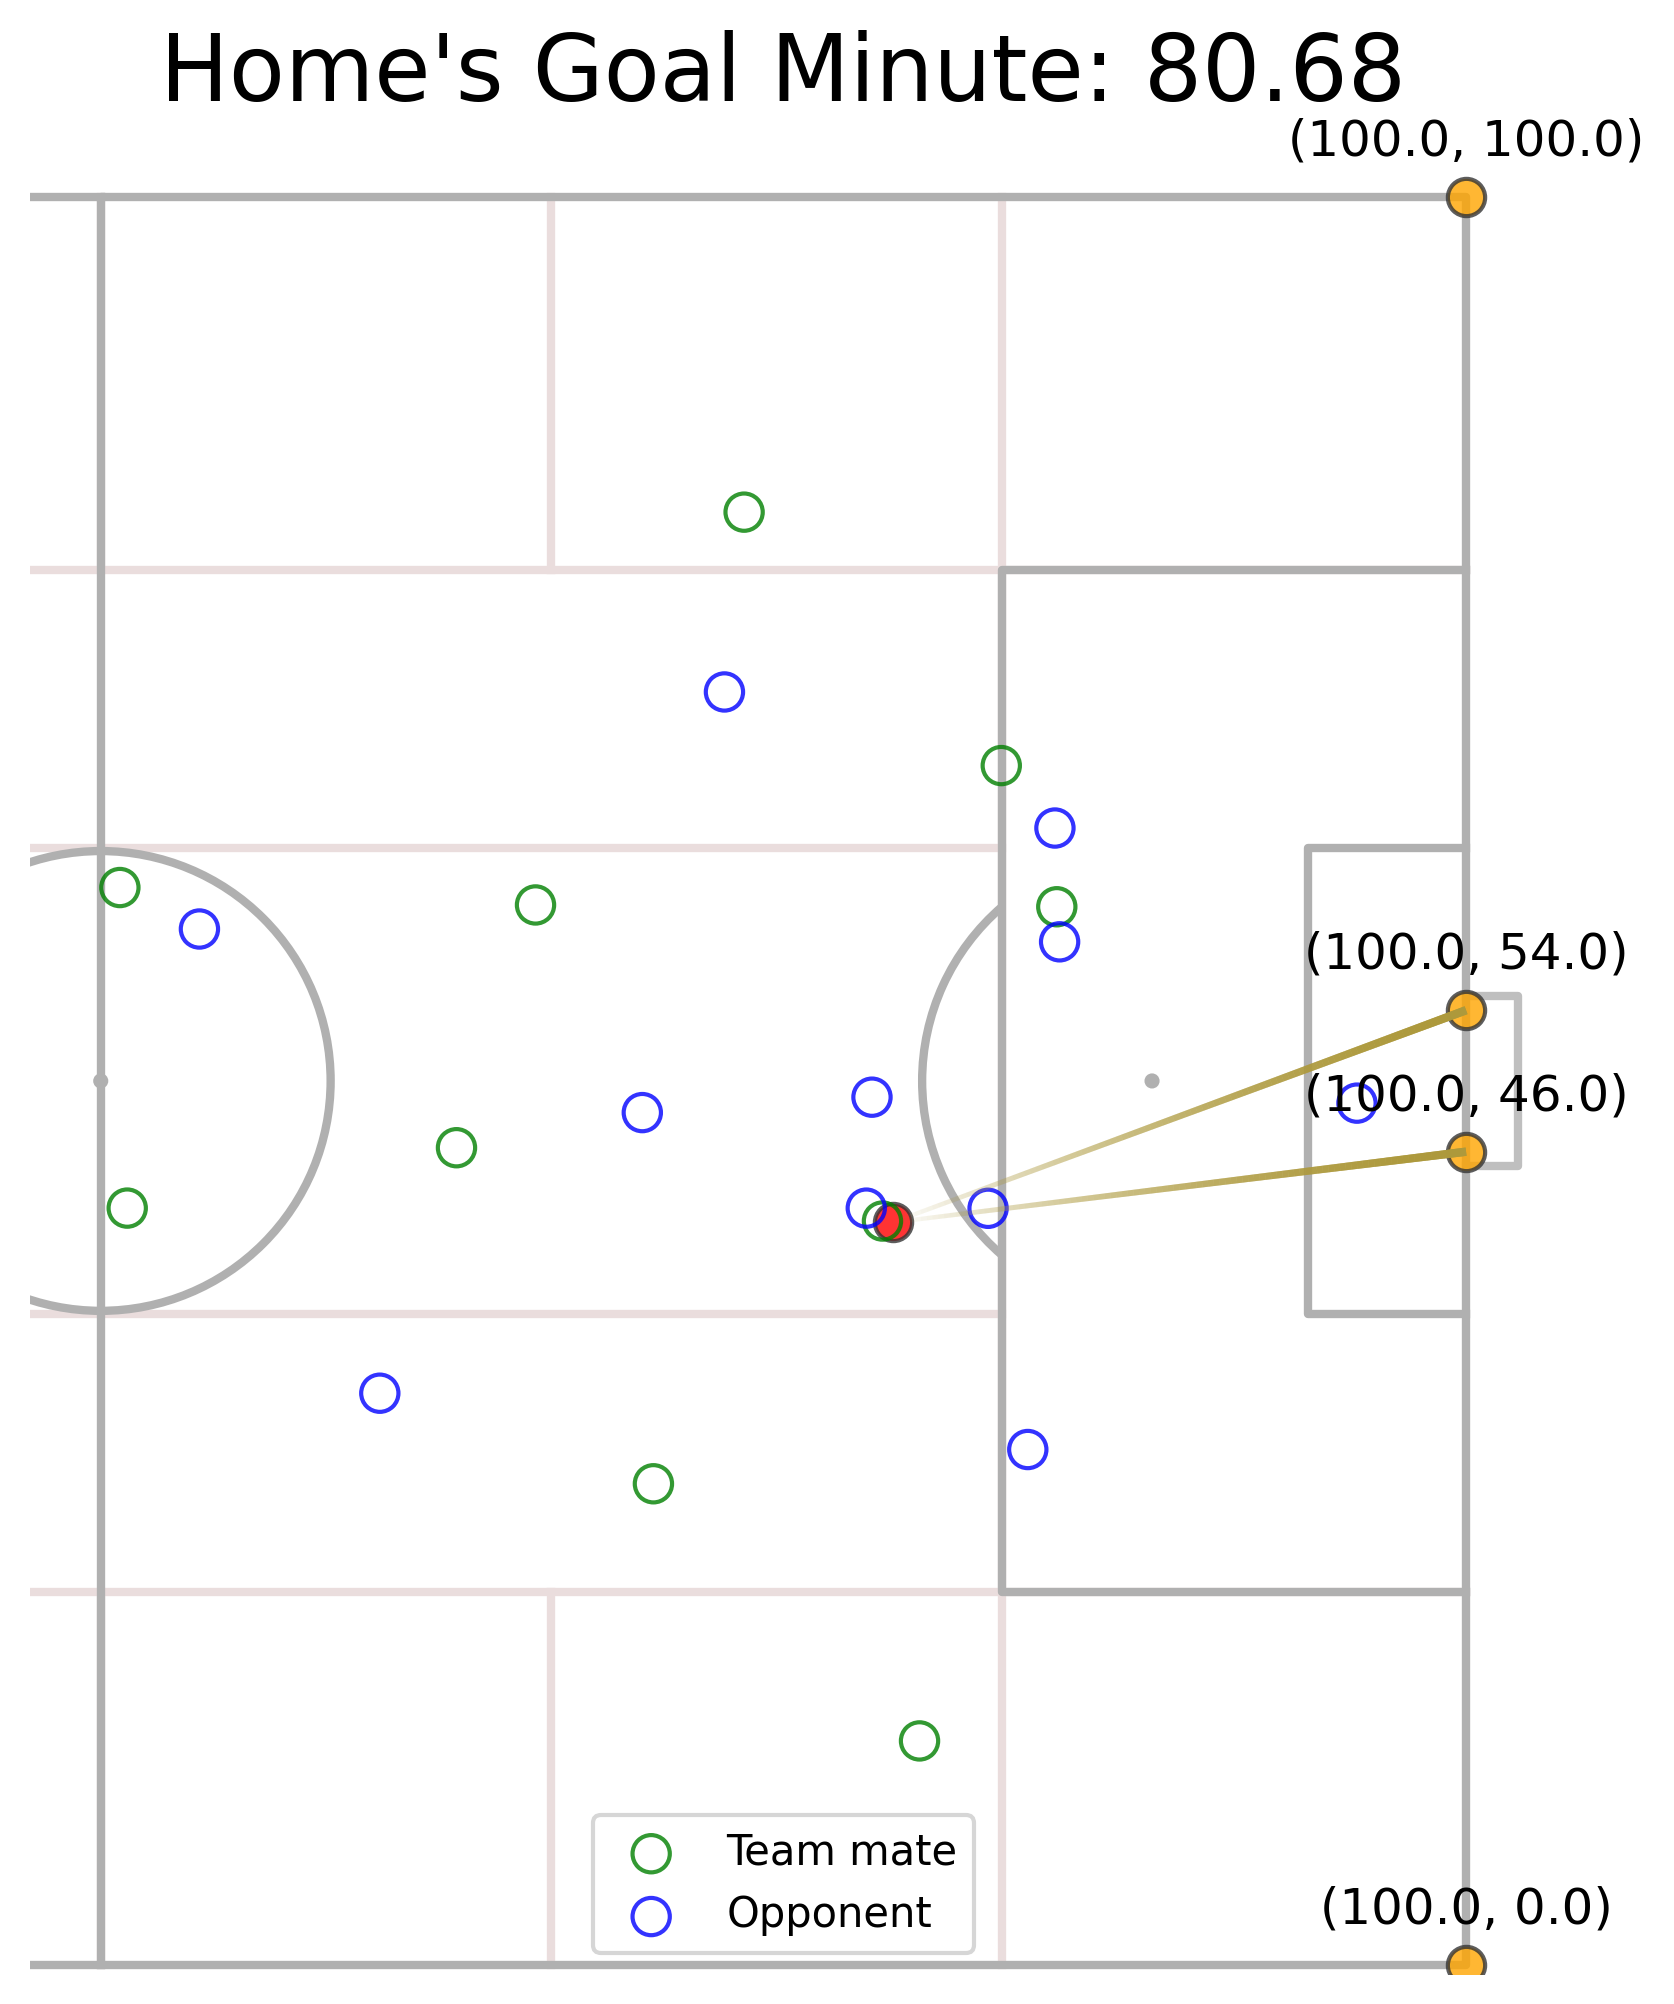 Home's Goal Minute: 80.68
(100.0, 100.0)
(100.0, 54.0)
(100.0, 46.0)
Team mate
Opponent
(100.0, 0.0)